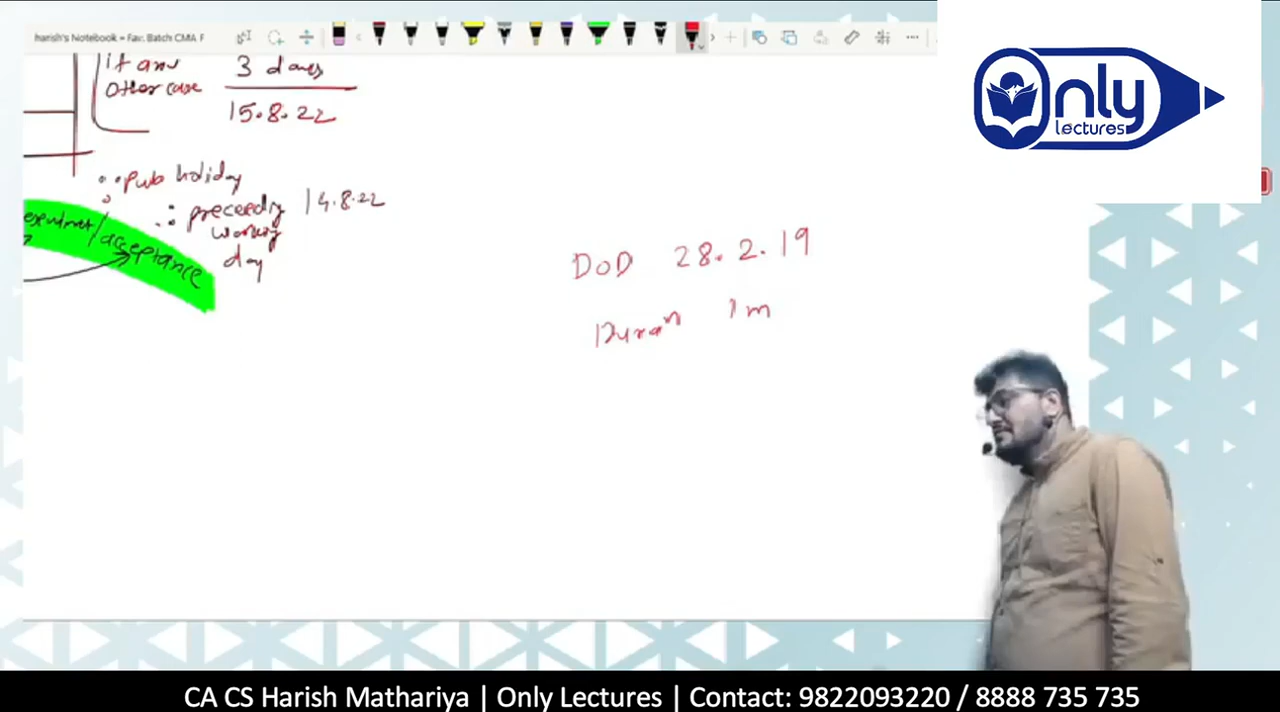 harish's Notebook » Fav. Batch CMA F
if any
other case
3 days
15.8.22
∵ Pub holiday
∴ preceedry 14.8.22
working
day
/acceptance
DoD 28.2.19
Duraⁿ 1m
Only
lectures
CA CS Harish Mathariya | Only Lectures | Contact: 9822093220 / 8888 735 735